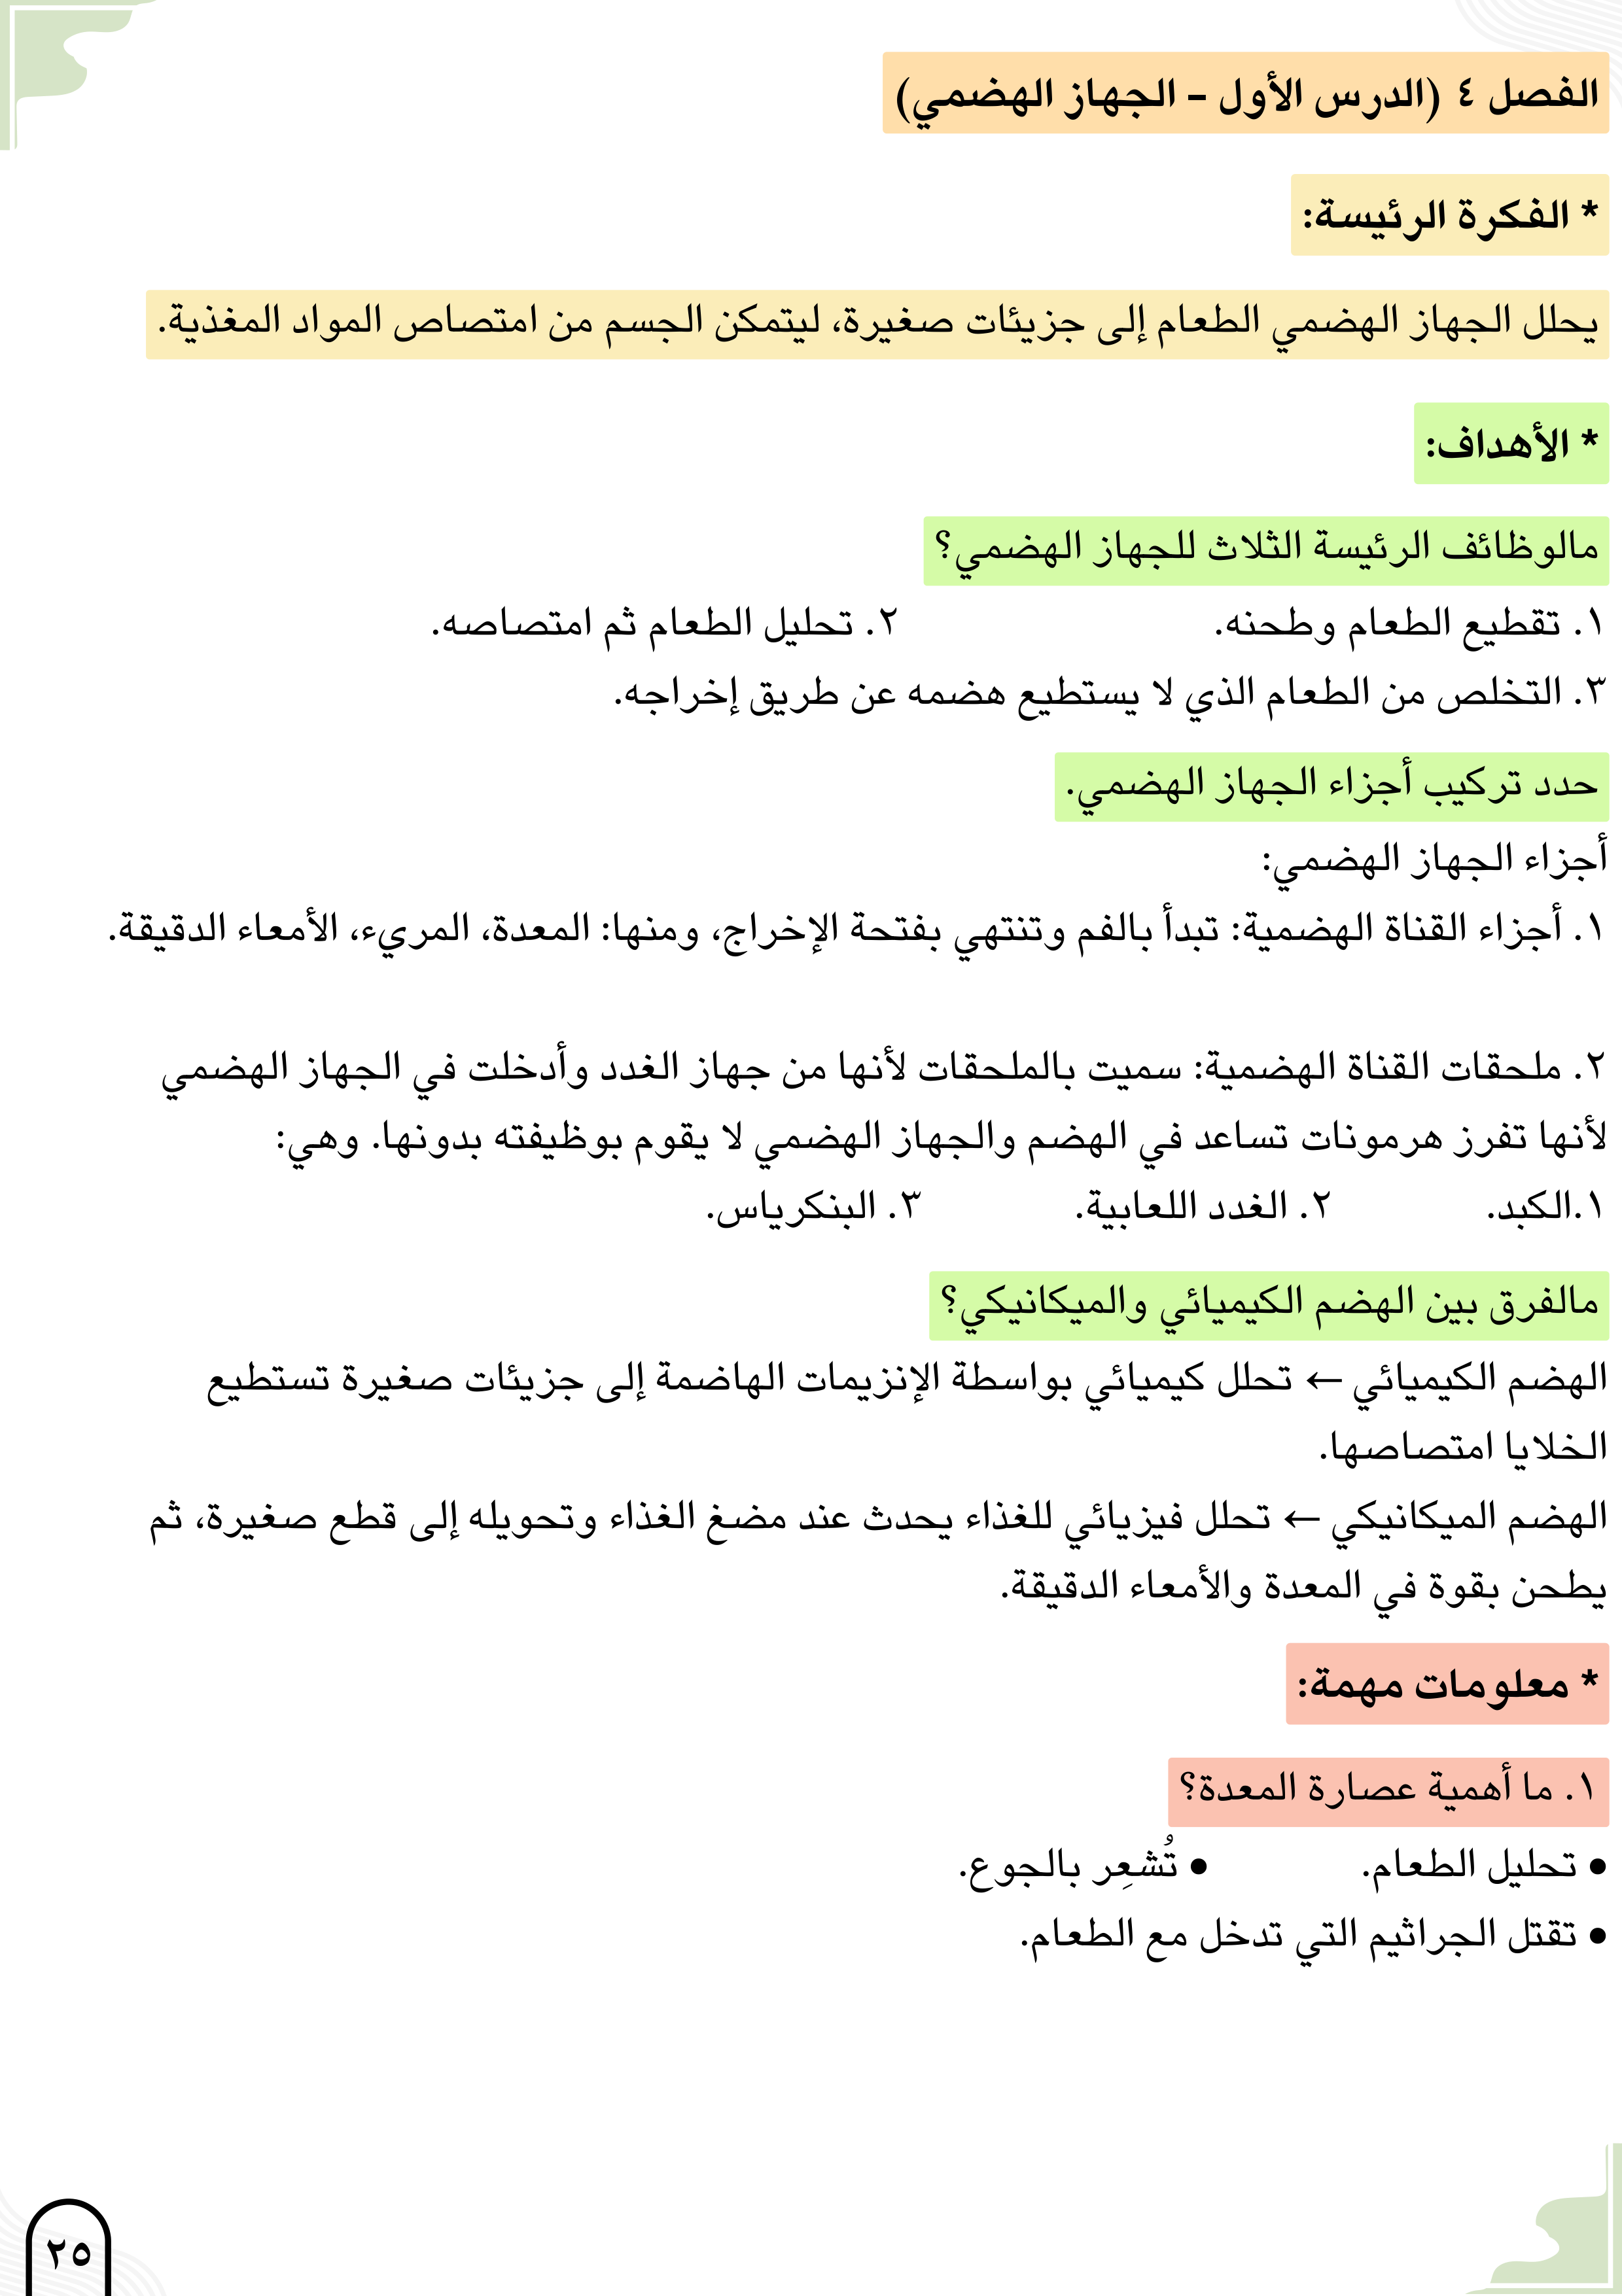 الفصل ٤ (الدرس الأول - الجهاز الهضمي)
* الفكرة الرئيسة:
يحلل الجهاز الهضمي الطعام إلى جزيئات صغيرة، ليتمكن الجسم من امتصاص المواد المغذية.
* الأهداف:
مالوظائف الرئيسة الثلاث للجهاز الهضمي؟
١. تقطيع الطعام وطحنه. ٢. تحليل الطعام ثم امتصاصه.
٣. التخلص من الطعام الذي لا يستطيع هضمه عن طريق إخراجه.
حدد تركيب أجزاء الجهاز الهضمي.
أجزاء الجهاز الهضمي:
١. أجزاء القناة الهضمية: تبدأ بالفم وتنتهي بفتحة الإخراج، ومنها: المعدة، المريء، الأمعاء الدقيقة.
٢. ملحقات القناة الهضمية: سميت بالملحقات لأنها من جهاز الغدد وأدخلت في الجهاز الهضمي
لأنها تفرز هرمونات تساعد في الهضم والجهاز الهضمي لا يقوم بوظيفته بدونها. وهي:
١.الكبد. ٢. الغدد اللعابية. ٣. البنكرياس.
مالفرق بين الهضم الكيميائي والميكانيكي؟
الهضم الكيميائي ← تحلل كيميائي بواسطة الإنزيمات الهاضمة إلى جزيئات صغيرة تستطيع
الخلايا امتصاصها.
الهضم الميكانيكي ← تحلل فيزيائي للغذاء يحدث عند مضغ الغذاء وتحويله إلى قطع صغيرة، ثم
يطحن بقوة في المعدة والأمعاء الدقيقة.
* معلومات مهمة:
١. ما أهمية عصارة المعدة؟
• تحليل الطعام. • تُشعِر بالجوع.
• تقتل الجراثيم التي تدخل مع الطعام.
٢٥